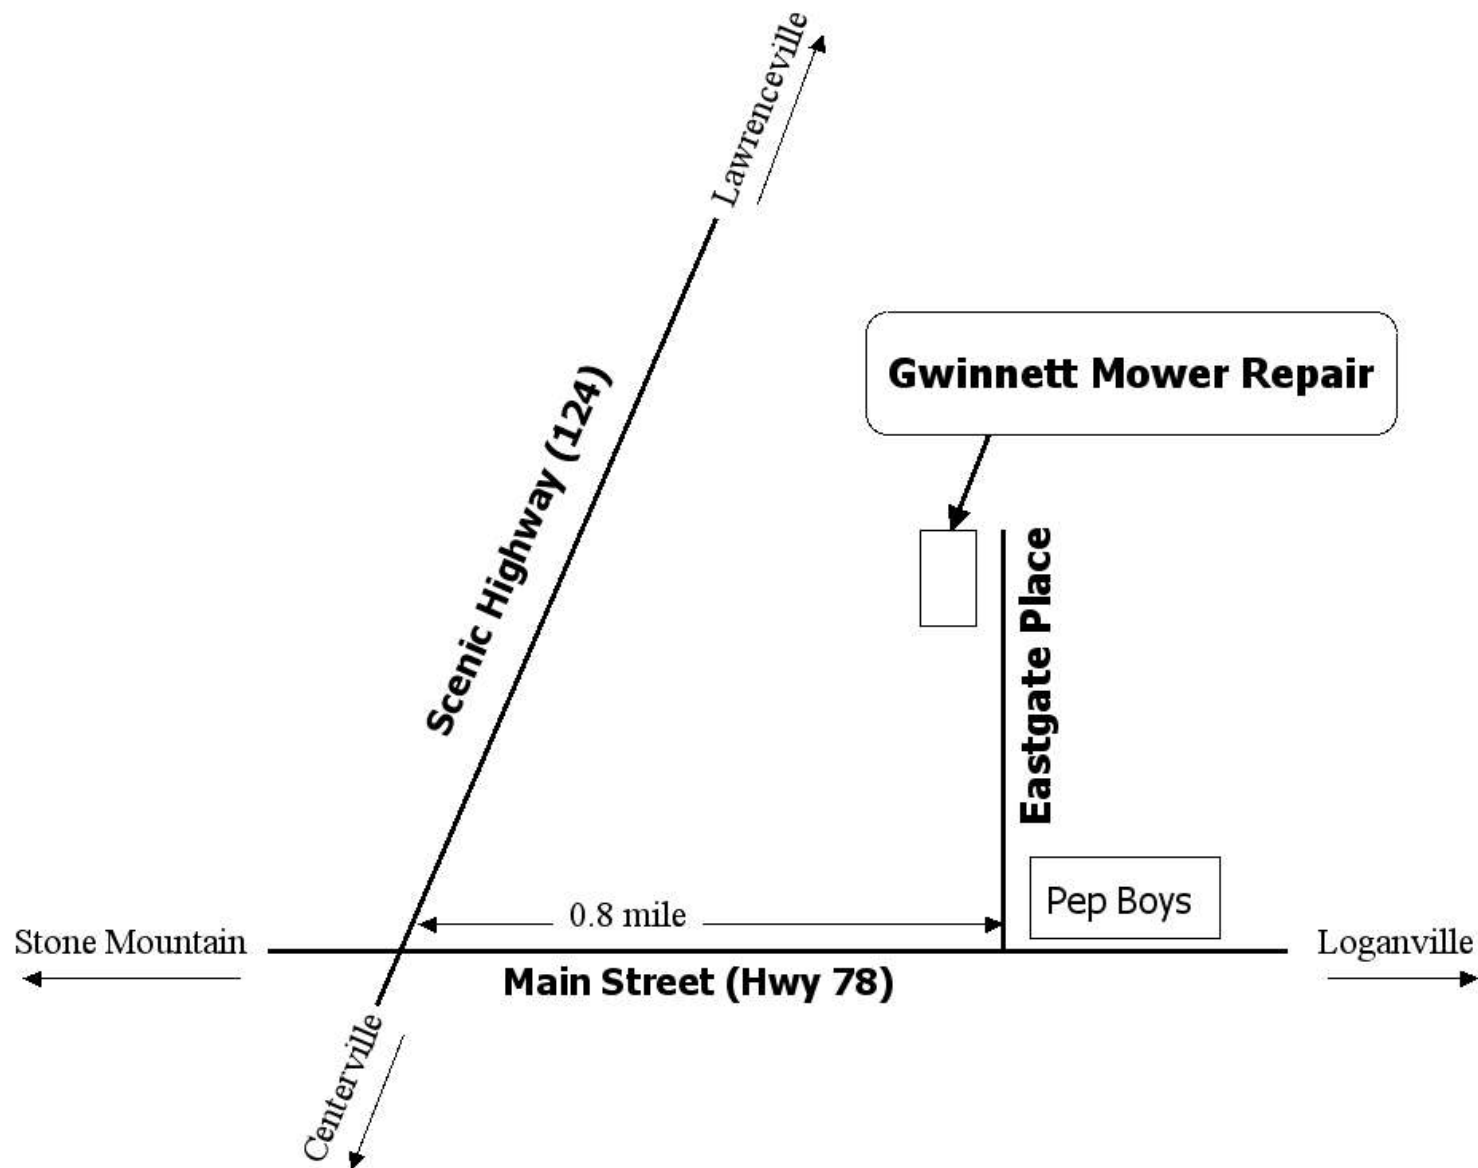 Lawrenceville
Gwinnett Mower Repair
Scenic Highway (124)
Eastgate Place
Pep Boys
0.8 mile
Stone Mountain
Loganville
Main Street (Hwy 78)
Centerville